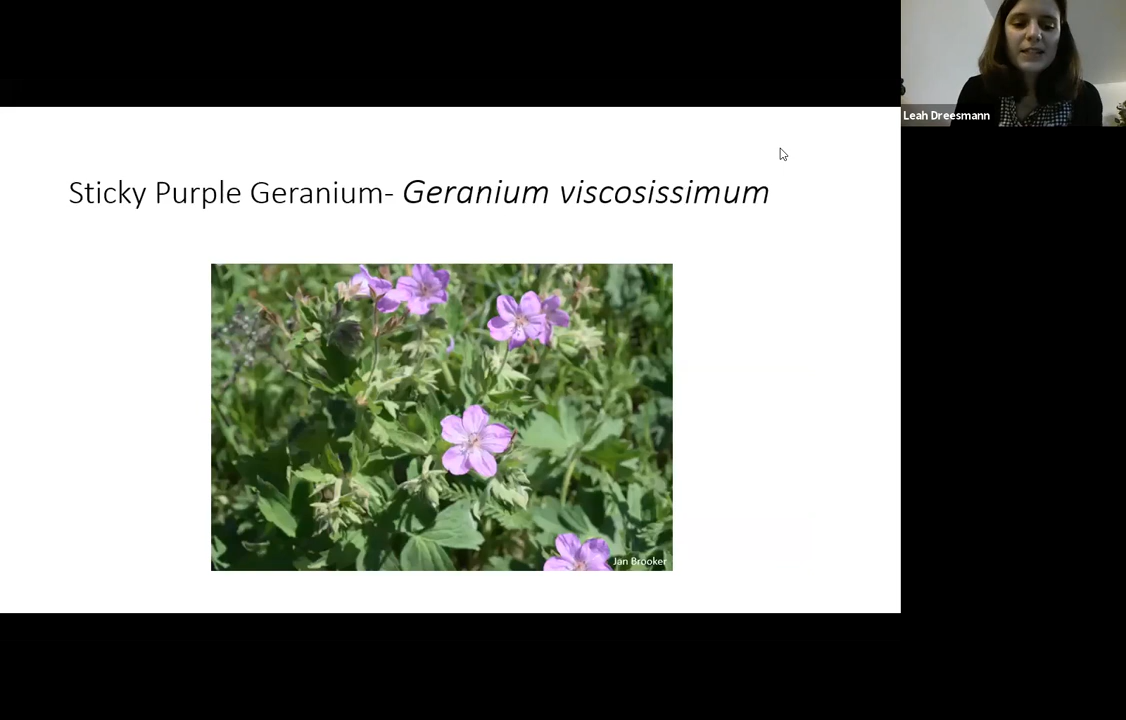 Leah Dreesmann
Sticky Purple Geranium- Geranium viscosissimum
Jan Brooker